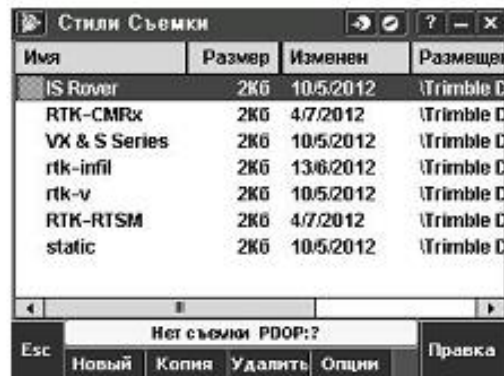 Стили Съемки ? – ×
Имя Размер Изменен Размещен
IS Rover 2Кб 10/5/2012 \Trimble D
RTK-CMRx 2Кб 4/7/2012 \Trimble D
VX & S Series 2Кб 10/5/2012 \Trimble D
rtk-infil 2Кб 13/6/2012 \Trimble D
rtk-v 2Кб 10/5/2012 \Trimble D
RTK-RTSM 2Кб 4/7/2012 \Trimble D
static 2Кб 10/5/2012 \Trimble D
Нет съемки PDOP:?
Esc Новый Копия Удалить Опции Правка